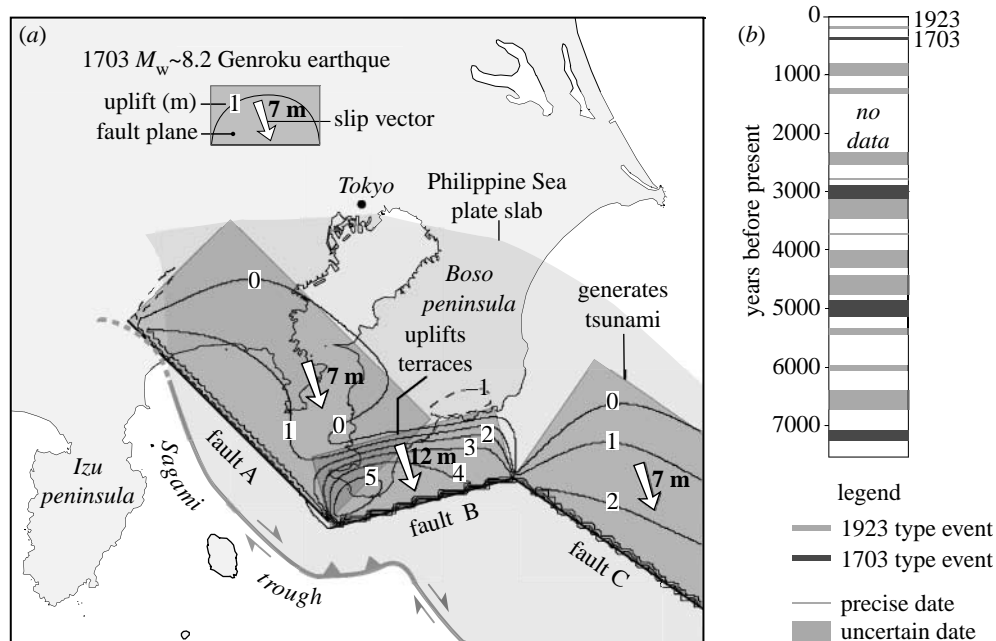 (a)
1703 Mw~8.2 Genroku earthque
uplift (m)
1
7 m
slip vector
fault plane
Tokyo
Philippine Sea
plate slab
Boso
peninsula
generates
tsunami
uplifts
terraces
0
7 m
1
0
–1
2
3
12 m
4
5
0
1
7 m
2
Izu
peninsula
fault A
fault B
fault C
Sagami
trough
(b)
0
1923
1703
1000
no
data
2000
3000
4000
5000
6000
7000
years before present
legend
1923 type event
1703 type event
precise date
uncertain date